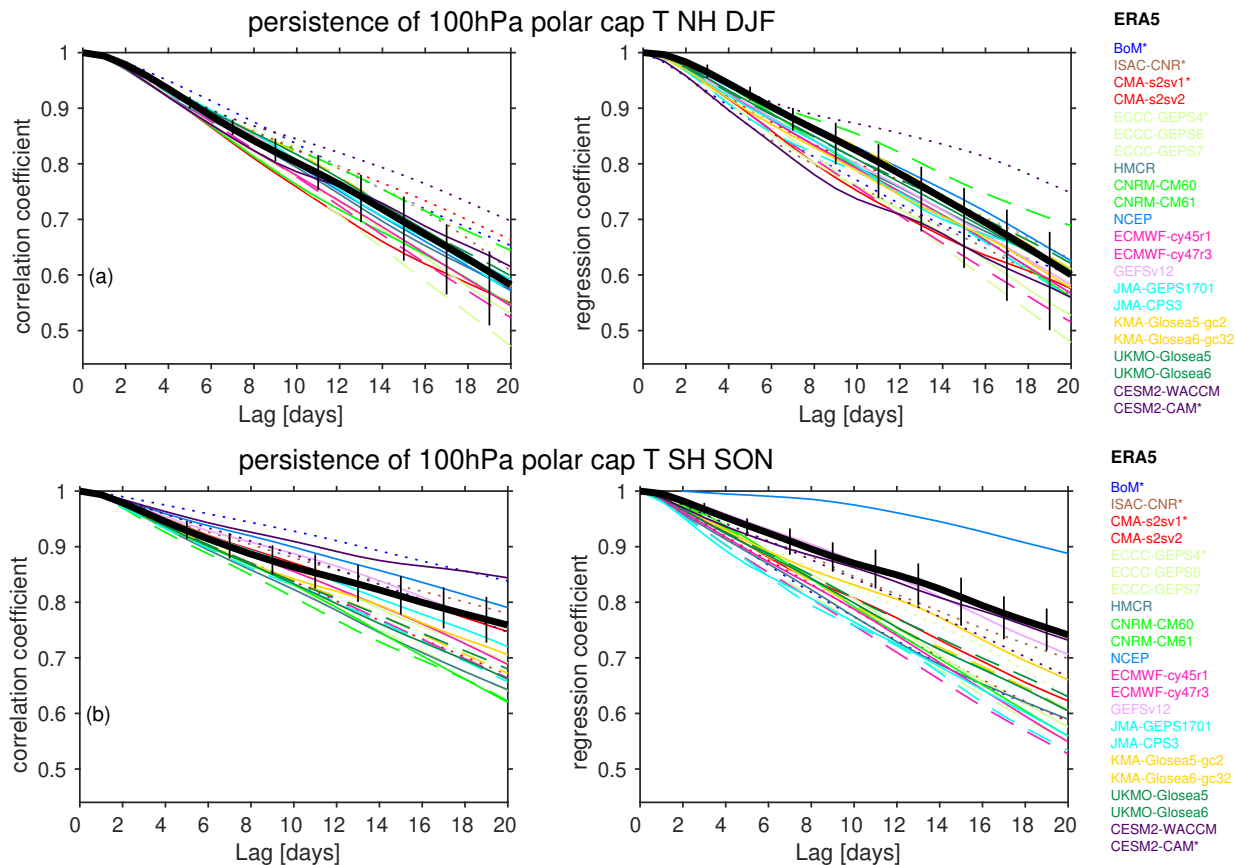 persistence of 100hPa polar cap T NH DJF
correlation coefficient
1
0.9
0.8
0.7
0.6
0.5
(a)
0 2 4 6 8 10 12 14 16 18 20
Lag [days]
regression coefficient
1
0.9
0.8
0.7
0.6
0.5
0 2 4 6 8 10 12 14 16 18 20
Lag [days]
ERA5
BoM*
ISAC-CNR*
CMA-s2sv1*
CMA-s2sv2
ECCC-GEPS4*
ECCC-GEPS6
ECCC-GEPS7
HMCR
CNRM-CM60
CNRM-CM61
NCEP
ECMWF-cy45r1
ECMWF-cy47r3
GEFSv12
JMA-GEPS1701
JMA-CPS3
KMA-Glosea5-gc2
KMA-Glosea6-gc32
UKMO-Glosea5
UKMO-Glosea6
CESM2-WACCM
CESM2-CAM*
persistence of 100hPa polar cap T SH SON
correlation coefficient
1
0.9
0.8
0.7
0.6
0.5
(b)
0 2 4 6 8 10 12 14 16 18 20
Lag [days]
regression coefficient
1
0.9
0.8
0.7
0.6
0.5
0 2 4 6 8 10 12 14 16 18 20
Lag [days]
ERA5
BoM*
ISAC-CNR*
CMA-s2sv1*
CMA-s2sv2
ECCC-GEPS4*
ECCC-GEPS6
ECCC-GEPS7
HMCR
CNRM-CM60
CNRM-CM61
NCEP
ECMWF-cy45r1
ECMWF-cy47r3
GEFSv12
JMA-GEPS1701
JMA-CPS3
KMA-Glosea5-gc2
KMA-Glosea6-gc32
UKMO-Glosea5
UKMO-Glosea6
CESM2-WACCM
CESM2-CAM*